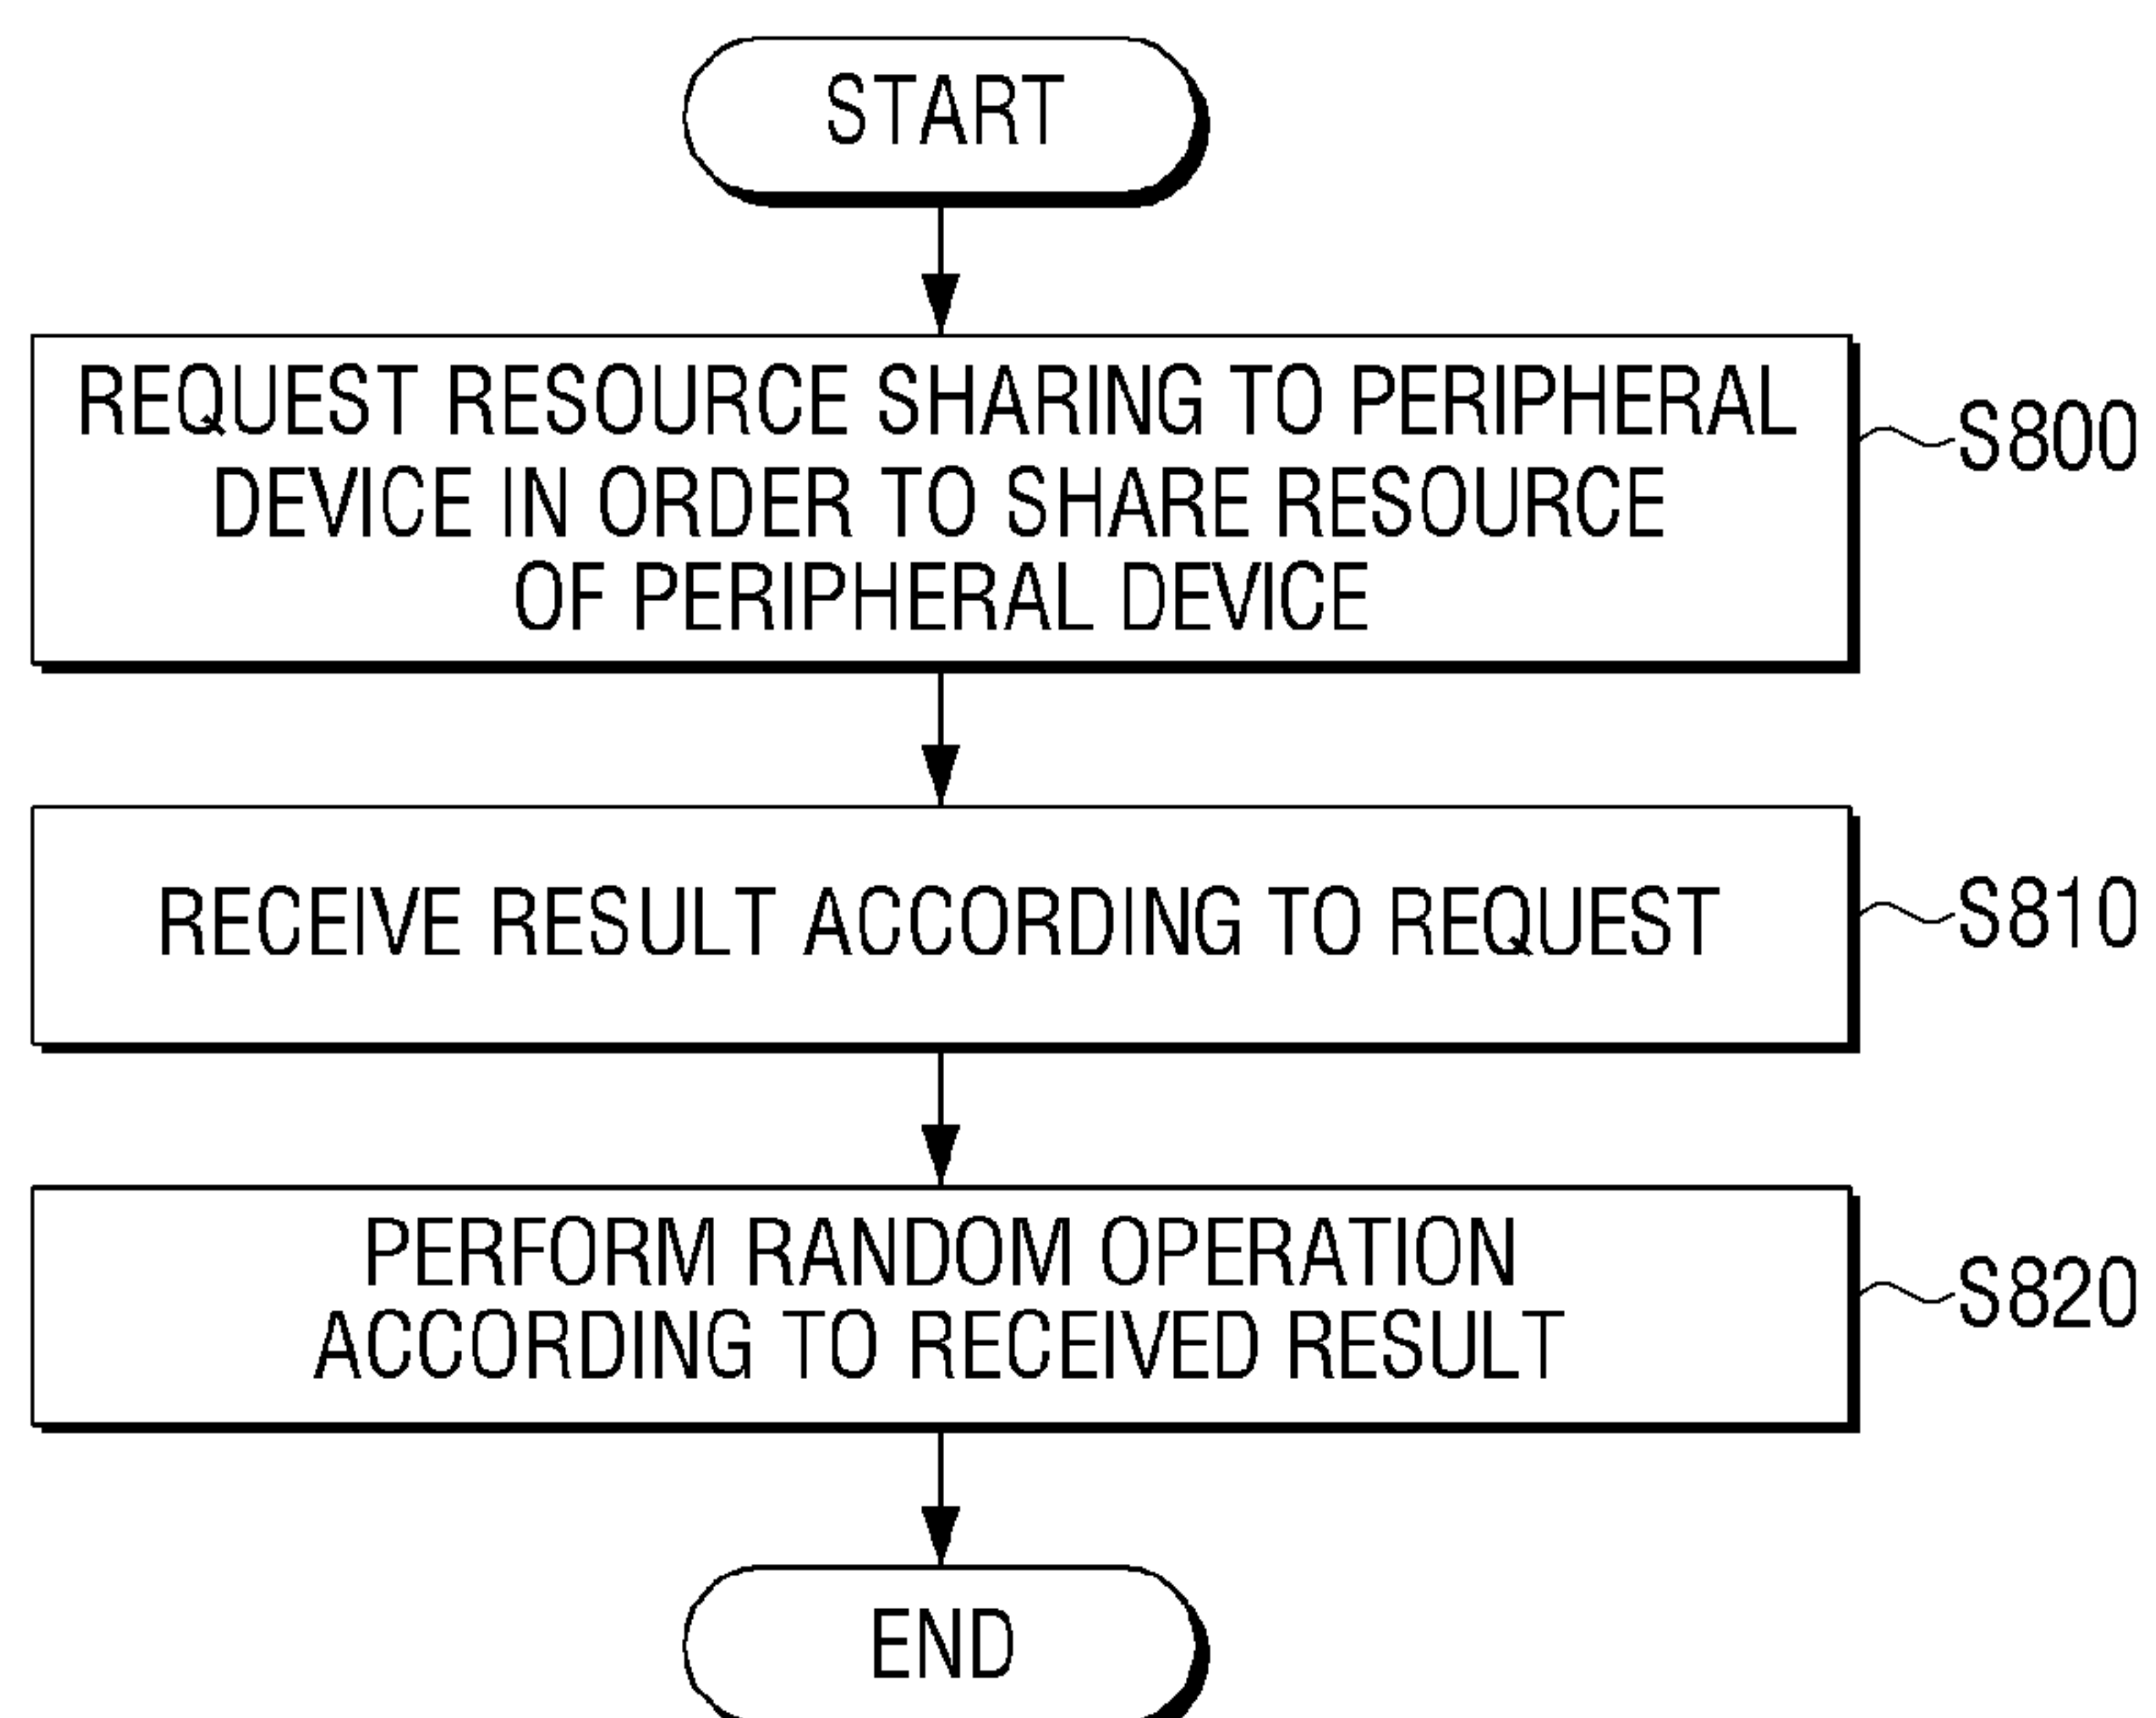 START
REQUEST RESOURCE SHARING TO PERIPHERAL
DEVICE IN ORDER TO SHARE RESOURCE
OF PERIPHERAL DEVICE
S800
RECEIVE RESULT ACCORDING TO REQUEST
S810
PERFORM RANDOM OPERATION
ACCORDING TO RECEIVED RESULT
S820
END